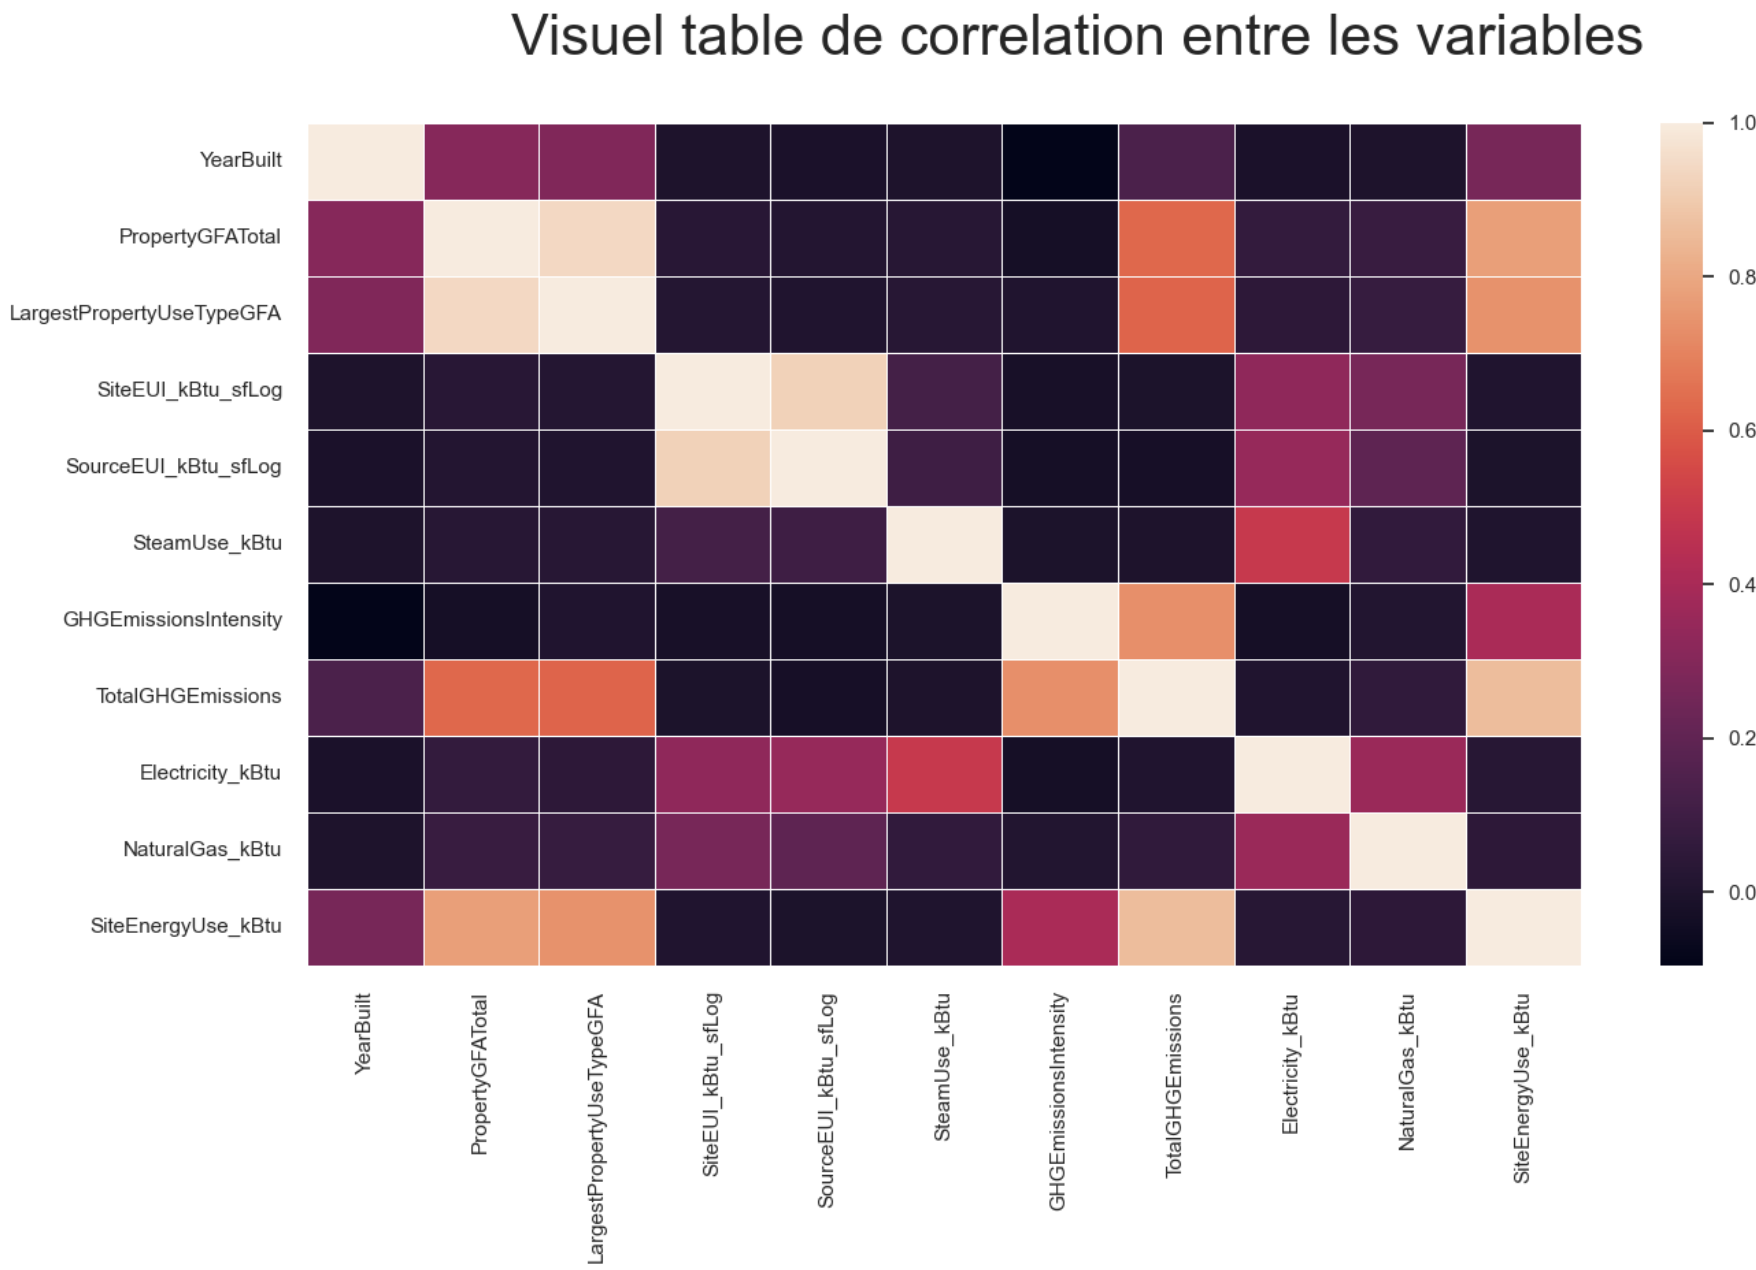 Visuel table de correlation entre les variables
YearBuilt
PropertyGFATotal
LargestPropertyUseTypeGFA
SiteEUI_kBtu_sfLog
SourceEUI_kBtu_sfLog
SteamUse_kBtu
GHGEmissionsIntensity
TotalGHGEmissions
Electricity_kBtu
NaturalGas_kBtu
SiteEnergyUse_kBtu
YearBuilt
PropertyGFATotal
LargestPropertyUseTypeGFA
SiteEUI_kBtu_sfLog
SourceEUI_kBtu_sfLog
SteamUse_kBtu
GHGEmissionsIntensity
TotalGHGEmissions
Electricity_kBtu
NaturalGas_kBtu
SiteEnergyUse_kBtu
1.0
0.8
0.6
0.4
0.2
0.0